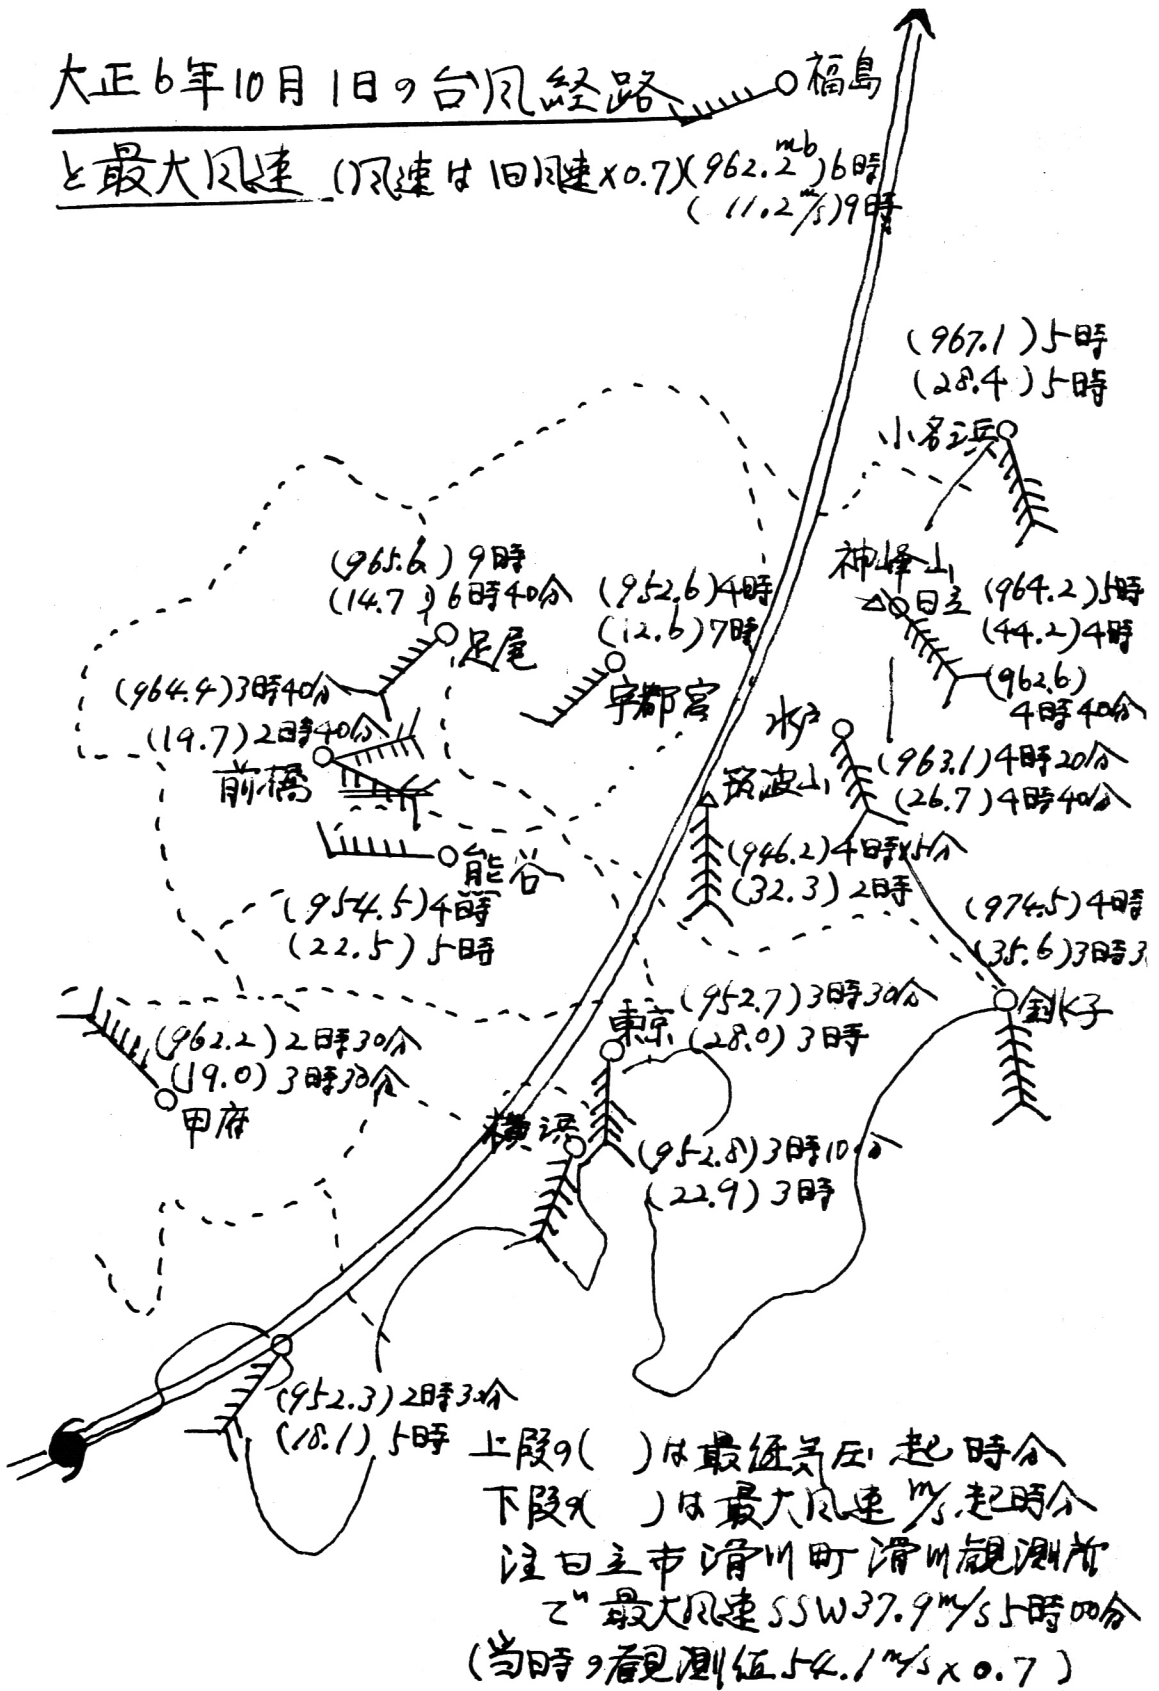 大正6年10月1日の台風経路
と最大風速 (風速は旧風速×0.7)
福島
(962.2mb)6時
(11.2m/s)9時
(967.1)5時
(28.4)5時
小名浜
神峰山
日立
(964.2)5時
(44.2)4時
(962.6)
4時40分
(965.6)9時
(14.7)6時40分
足尾
(952.6)4時
(12.6)7時
宇都宮
(964.4)3時40分
(19.7)2時40分
前橋
水戸
(963.1)4時20分
(26.7)4時40分
筑波山
(946.2)4時 5分
(32.3)2時
熊谷
(954.5)4時
(22.5)5時
(974.5)4時
(35.6)3時3
銚子
東京
(952.7)3時30分
(28.0)3時
(962.2)2時30分
(19.0)3時30分
甲府
横浜
(952.8)3時10分
(22.9)3時
(952.3)2時30分
(18.1)5時
上段の( )は最低気圧 起時分
下段の( )は最大風速m/s起時分
注日立市滑川町滑川観測所
で最大風速SSW37.9m/s5時00分
(当時の観測値54.1m/s×0.7)